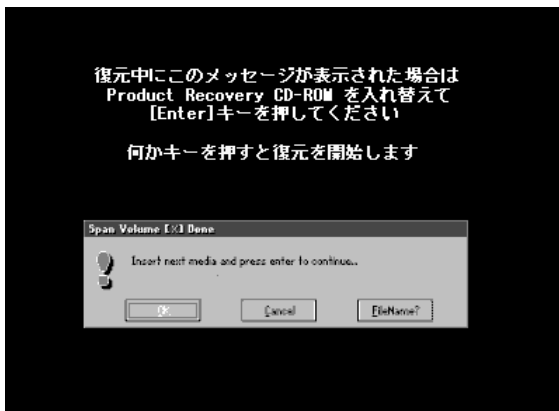 復元中にこのメッセージが表示された場合は
Product Recovery CD-ROM を入れ替えて
[Enter]キーを押してください
何かキーを押すと復元を開始します
Span Volume [X] Done
Insert next media and press enter to continue..
OK
Cancel
FileName?